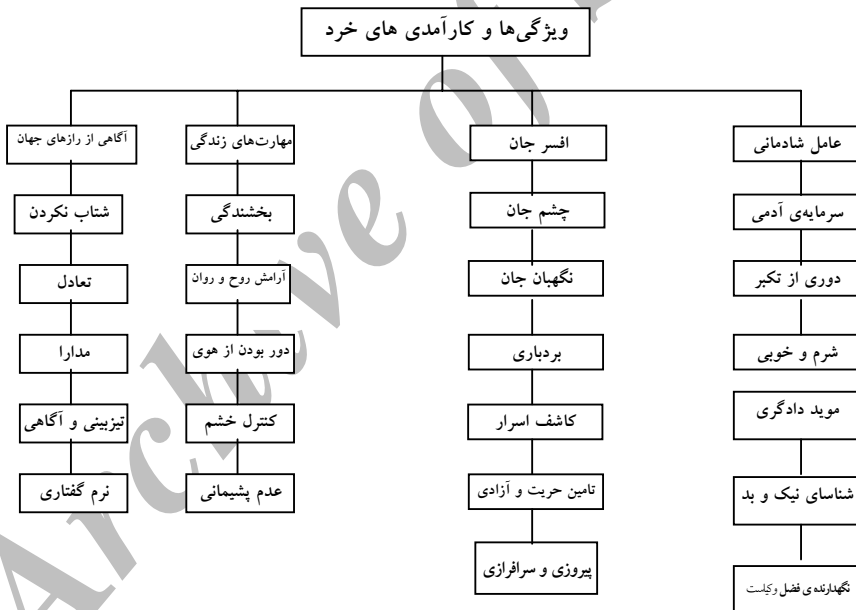 ویژگی‌ها و کارآمدی های خرد
عامل شادمانی
سرمایه‌ی آدمی
دوری از تکبر
شرم و خوبی
موید دادگری
شناسای نیک و بد
نگهدارنده ی فضل وکیاست
افسر جان
چشم جان
نگهبان جان
بردباری
کاشف اسرار
تامین حریت و آزادی
پیروزی و سرافرازی
مهارت‌های زندگی
بخشندگی
آرامش روح و روان
دور بودن از هوی
کنترل خشم
عدم پشیمانی
آگاهی از رازهای جهان
شتاب نکردن
تعادل
مدارا
تیزبینی و آگاهی
نرم گفتاری
Archive of